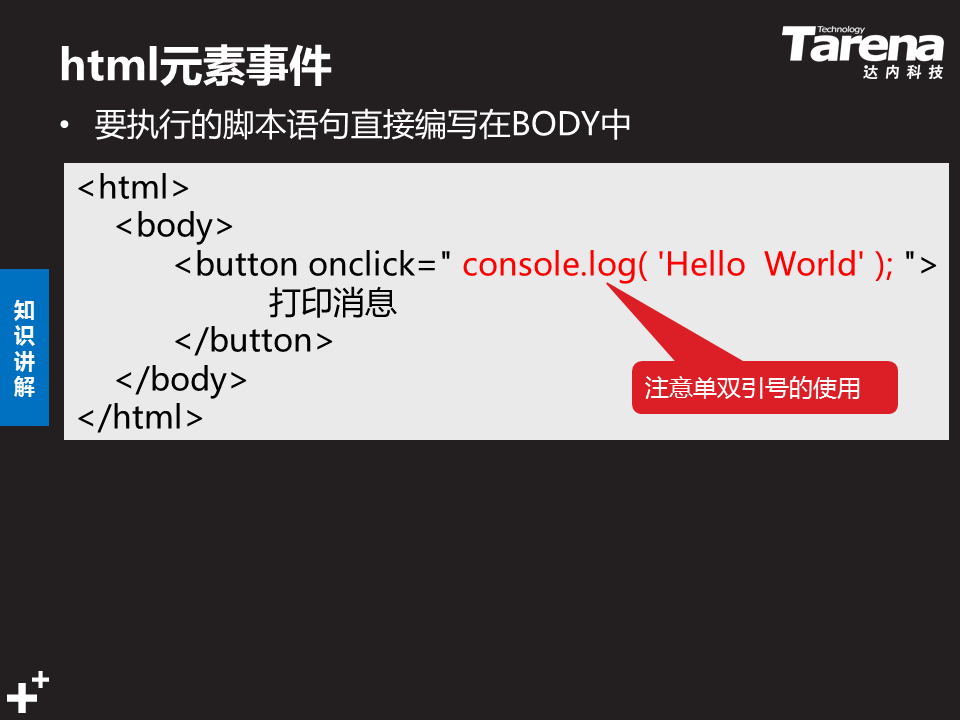 Technology
Tarena
达内科技
html元素事件
• 要执行的脚本语句直接编写在BODY中
<html>
<body>
<button onclick=" console.log( 'Hello  World' ); ">
打印消息
</button>
</body>
</html>
注意单双引号的使用
知识讲解